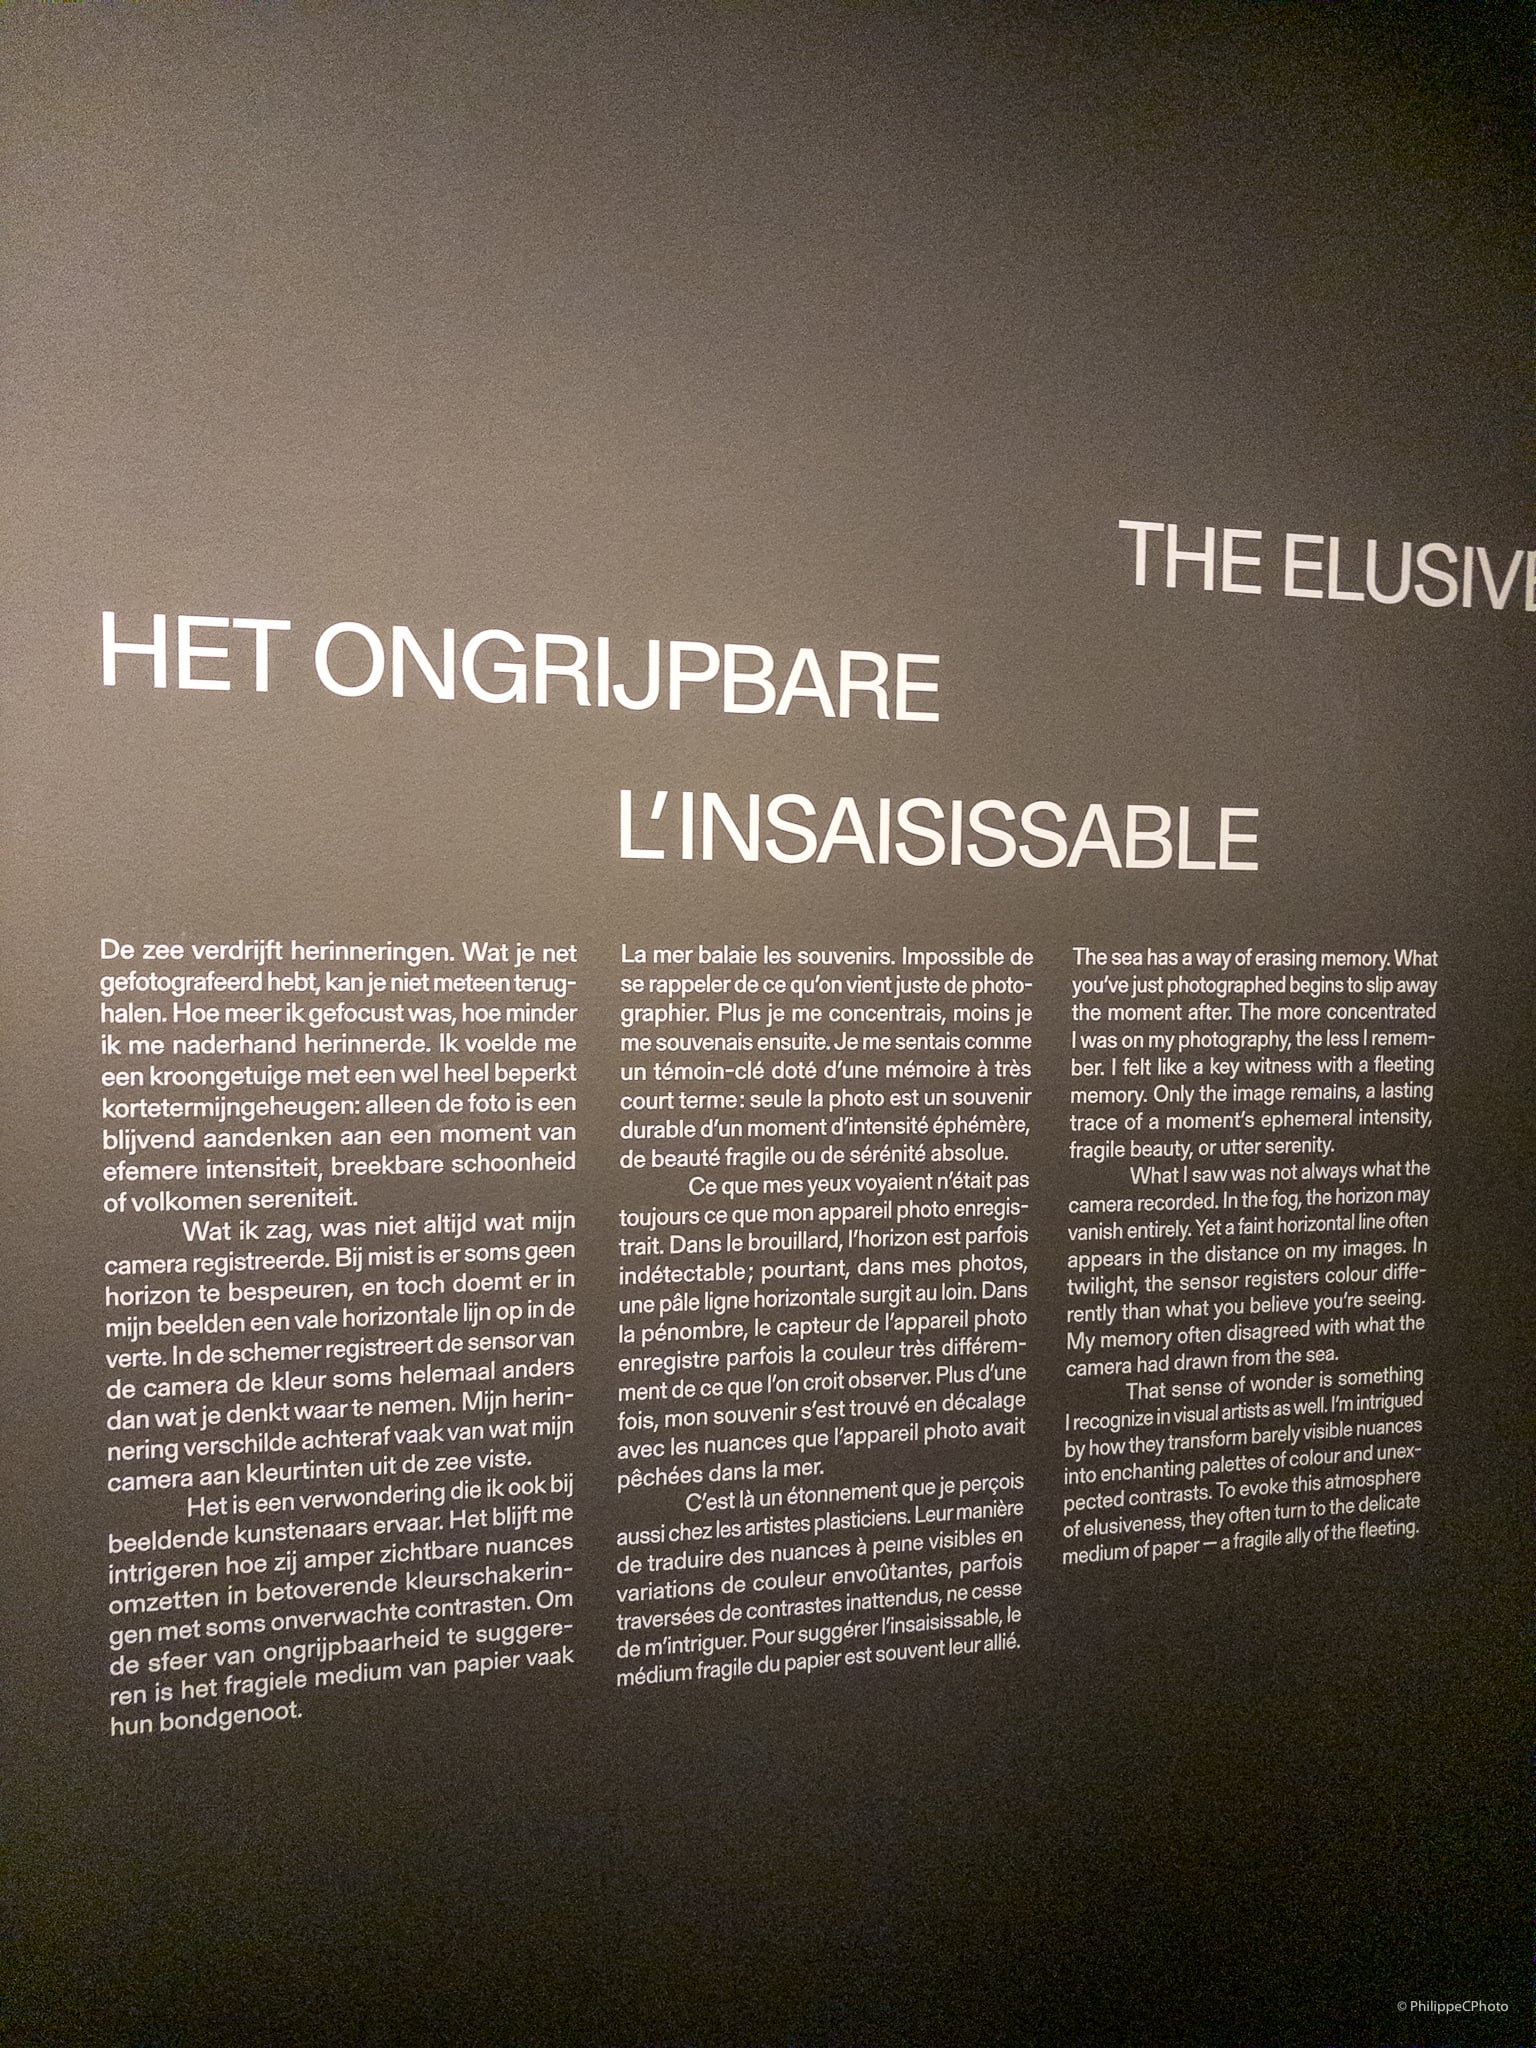 THE ELUSIVE
HET ONGRIJPBARE
L'INSAISISSABLE
De zee verdrijft herinneringen. Wat je net
gefotografeerd hebt, kan je niet meteen terug-
halen. Hoe meer ik gefocust was, hoe minder
ik me naderhand herinnerde. Ik voelde me
een kroongetuige met een wel heel beperkt
kortetermijngeheugen: alleen de foto is een
blijvend aandenken aan een moment van
efemere intensiteit, breekbare schoonheid
of volkomen sereniteit.
Wat ik zag, was niet altijd wat mijn
camera registreerde. Bij mist is er soms geen
horizon te bespeuren, en toch doemt er in
mijn beelden een vale horizontale lijn op in de
verte. In de schemer registreert de sensor van
de camera de kleur soms helemaal anders
dan wat je denkt waar te nemen. Mijn herin-
nering verschilde achteraf vaak van wat mijn
camera aan kleurtinten uit de zee viste.
Het is een verwondering die ik ook bij
beeldende kunstenaars ervaar. Het blijft me
intrigeren hoe zij amper zichtbare nuances
omzetten in betoverende kleurschakerin-
gen met soms onverwachte contrasten. Om
de sfeer van ongrijpbaarheid te suggere-
ren is het fragiele medium van papier vaak
hun bondgenoot.
La mer balaie les souvenirs. Impossible de
se rappeler de ce qu'on vient juste de photo-
graphier. Plus je me concentrais, moins je
me souvenais ensuite. Je me sentais comme
un témoin-clé doté d'une mémoire à très
court terme : seule la photo est un souvenir
durable d'un moment d'intensité éphémère,
de beauté fragile ou de sérénité absolue.
Ce que mes yeux voyaient n'était pas
toujours ce que mon appareil photo enregis-
trait. Dans le brouillard, l'horizon est parfois
indétectable ; pourtant, dans mes photos,
une pâle ligne horizontale surgit au loin. Dans
la pénombre, le capteur de l'appareil photo
enregistre parfois la couleur très différem-
ment de ce que l'on croit observer. Plus d'une
fois, mon souvenir s'est trouvé en décalage
avec les nuances que l'appareil photo avait
pêchées dans la mer.
C'est là un étonnement que je perçois
aussi chez les artistes plasticiens. Leur manière
de traduire des nuances à peine visibles en
variations de couleur envoûtantes, parfois
traversées de contrastes inattendus, ne cesse
de m'intriguer. Pour suggérer l'insaisissable, le
médium fragile du papier est souvent leur allié.
The sea has a way of erasing memory. What
you've just photographed begins to slip away
the moment after. The more concentrated
I was on my photography, the less I remem-
ber. I felt like a key witness with a fleeting
memory. Only the image remains, a lasting
trace of a moment's ephemeral intensity,
fragile beauty, or utter serenity.
What I saw was not always what the
camera recorded. In the fog, the horizon may
vanish entirely. Yet a faint horizontal line often
appears in the distance on my images. In
twilight, the sensor registers colour diffe-
rently than what you believe you're seeing.
My memory often disagreed with what the
camera had drawn from the sea.
That sense of wonder is something
I recognize in visual artists as well. I'm intrigued
by how they transform barely visible nuances
into enchanting palettes of colour and unex-
pected contrasts. To evoke this atmosphere
of elusiveness, they often turn to the delicate
medium of paper — a fragile ally of the fleeting.
© PhilippeCPhoto